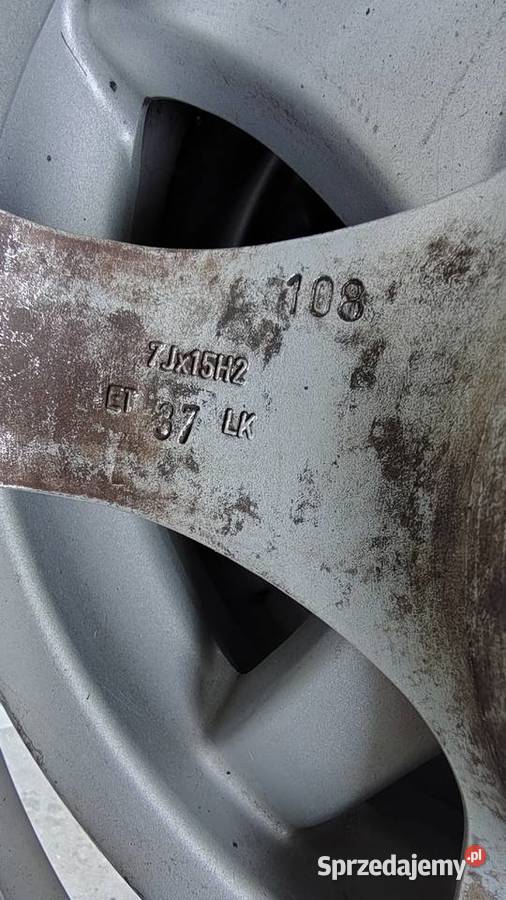 108
7Jx15H2
ET 37 LK
Sprzedajemy.pl